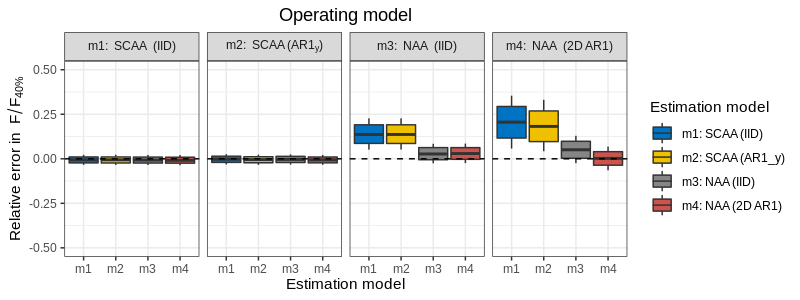 Operating model
m1: SCAA (IID)
m2: SCAA (AR1y)
m3: NAA (IID)
m4: NAA (2D AR1)
Relative error in F/F40%
0.50
0.25
0.00
-0.25
-0.50
m1 m2 m3 m4
m1 m2 m3 m4
m1 m2 m3 m4
m1 m2 m3 m4
Estimation model
Estimation model
m1: SCAA (IID)
m2: SCAA (AR1_y)
m3: NAA (IID)
m4: NAA (2D AR1)